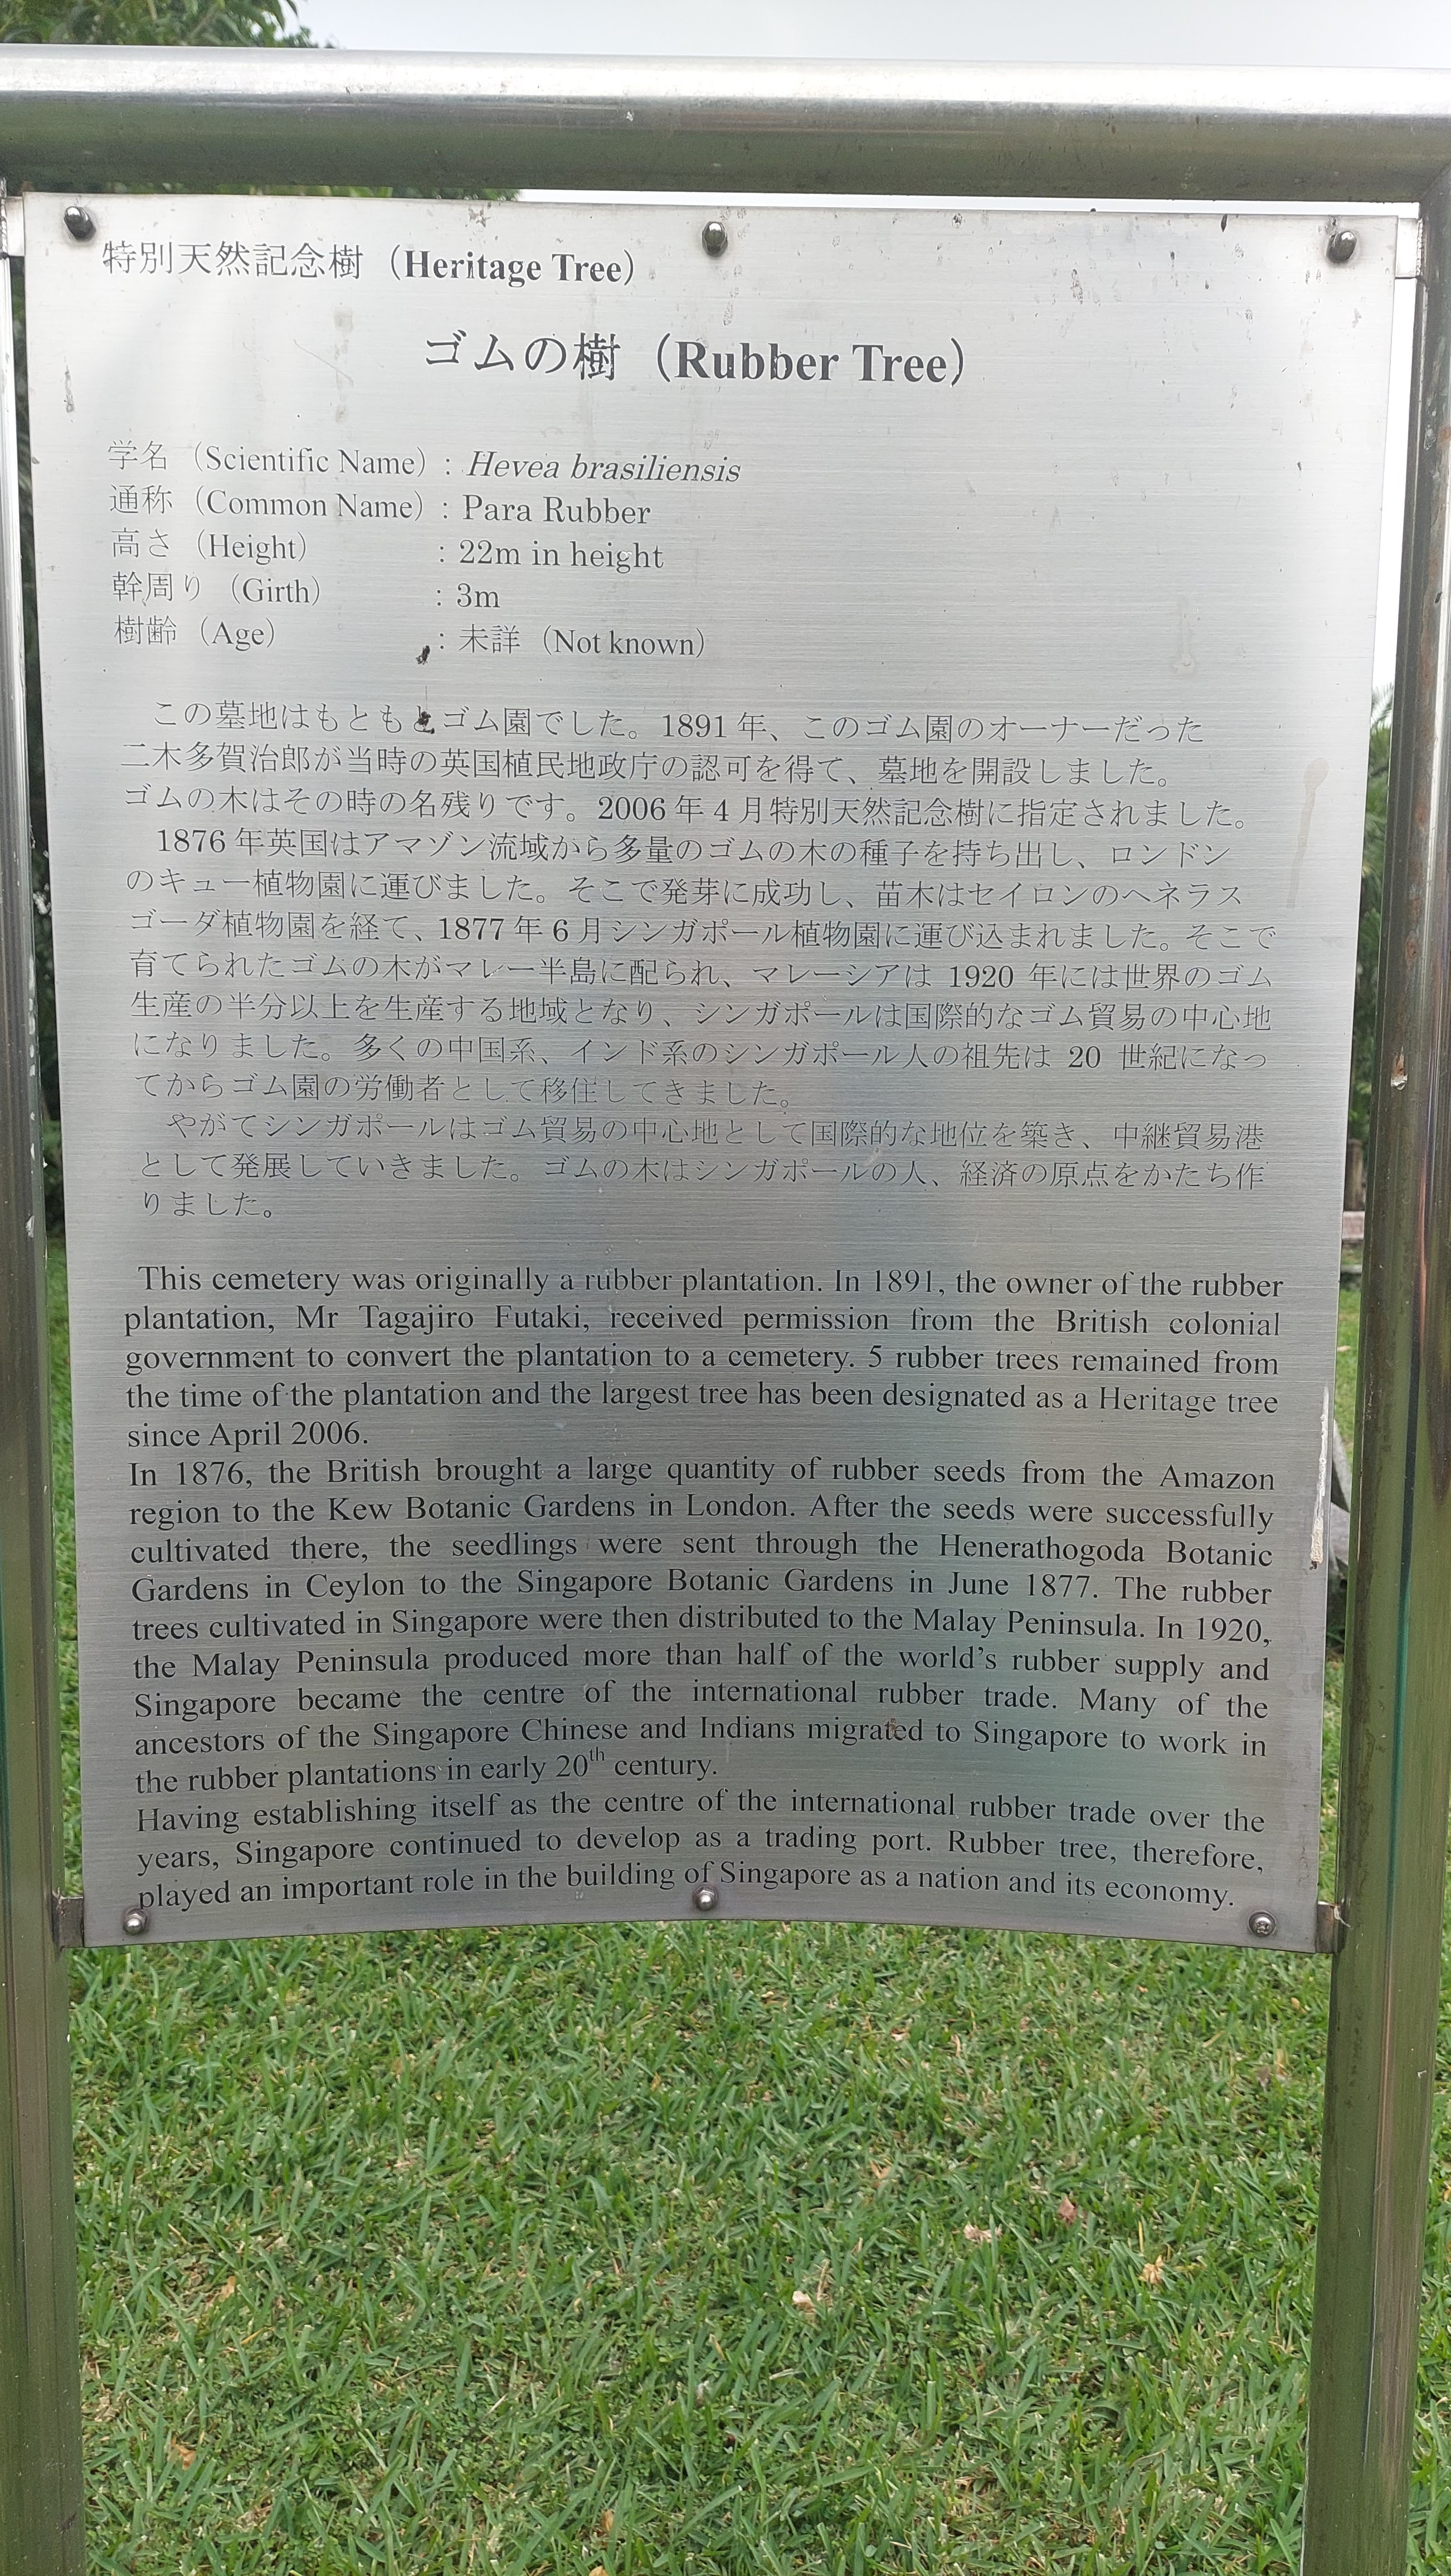 特別天然記念樹（Heritage Tree）
ゴムの樹（Rubber Tree）
学名（Scientific Name）: Hevea brasiliensis
通称（Common Name）: Para Rubber
高さ（Height） : 22m in height
幹周り（Girth） : 3m
樹齢（Age） : 未詳（Not known）
この墓地はもともとゴム園でした。1891 年、このゴム園のオーナーだった
二木多賀治郎が当時の英国植民地政庁の認可を得て、墓地を開設しました。
ゴムの木はその時の名残りです。2006 年 4 月特別天然記念樹に指定されました。
1876 年英国はアマゾン流域から多量のゴムの木の種子を持ち出し、ロンドン
のキュー植物園に運びました。そこで発芽に成功し、苗木はセイロンのヘネラス
ゴーダ植物園を経て、1877 年 6 月シンガポール植物園に運び込まれました。そこで
育てられたゴムの木がマレー半島に配られ、マレーシアは 1920 年には世界のゴム
生産の半分以上を生産する地域となり、シンガポールは国際的なゴム貿易の中心地
になりました。多くの中国系、インド系のシンガポール人の祖先は 20 世紀になっ
てからゴム園の労働者として移住してきました。
やがてシンガポールはゴム貿易の中心地として国際的な地位を築き、中継貿易港
として発展していきました。ゴムの木はシンガポールの人、経済の原点をかたち作
りました。
This cemetery was originally a rubber plantation. In 1891, the owner of the rubber
plantation, Mr Tagajiro Futaki, received permission from the British colonial
government to convert the plantation to a cemetery. 5 rubber trees remained from
the time of the plantation and the largest tree has been designated as a Heritage tree
since April 2006.
In 1876, the British brought a large quantity of rubber seeds from the Amazon
region to the Kew Botanic Gardens in London. After the seeds were successfully
cultivated there, the seedlings were sent through the Henerathogoda Botanic
Gardens in Ceylon to the Singapore Botanic Gardens in June 1877. The rubber
trees cultivated in Singapore were then distributed to the Malay Peninsula. In 1920,
the Malay Peninsula produced more than half of the world's rubber supply and
Singapore became the centre of the international rubber trade. Many of the
ancestors of the Singapore Chinese and Indians migrated to Singapore to work in
the rubber plantations in early 20th century.
Having establishing itself as the centre of the international rubber trade over the
years, Singapore continued to develop as a trading port. Rubber tree, therefore,
played an important role in the building of Singapore as a nation and its economy.